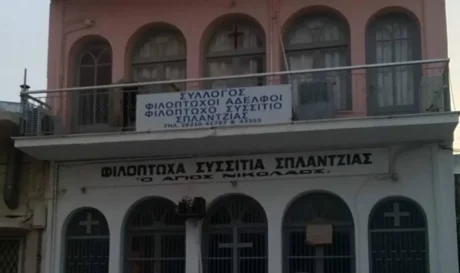 ΣΥΛΛΟΓΟΣ
ΦΙΛΟΠΤΩΧΟΙ ΑΔΕΛΦΟΙ
ΦΙΛΟΠΤΩΧΟ ΣΥΣΣΙΤΙΟ
ΣΠΛΑΝΤΖΙΑΣ
ΦΙΛΟΠΤΩΧΑ ΣΥΣΣΙΤΙΑ ΣΠΛΑΝΤΖΙΑΣ
"Ο ΑΓΙΟΣ ΝΙΚΟΛΑΟΣ"